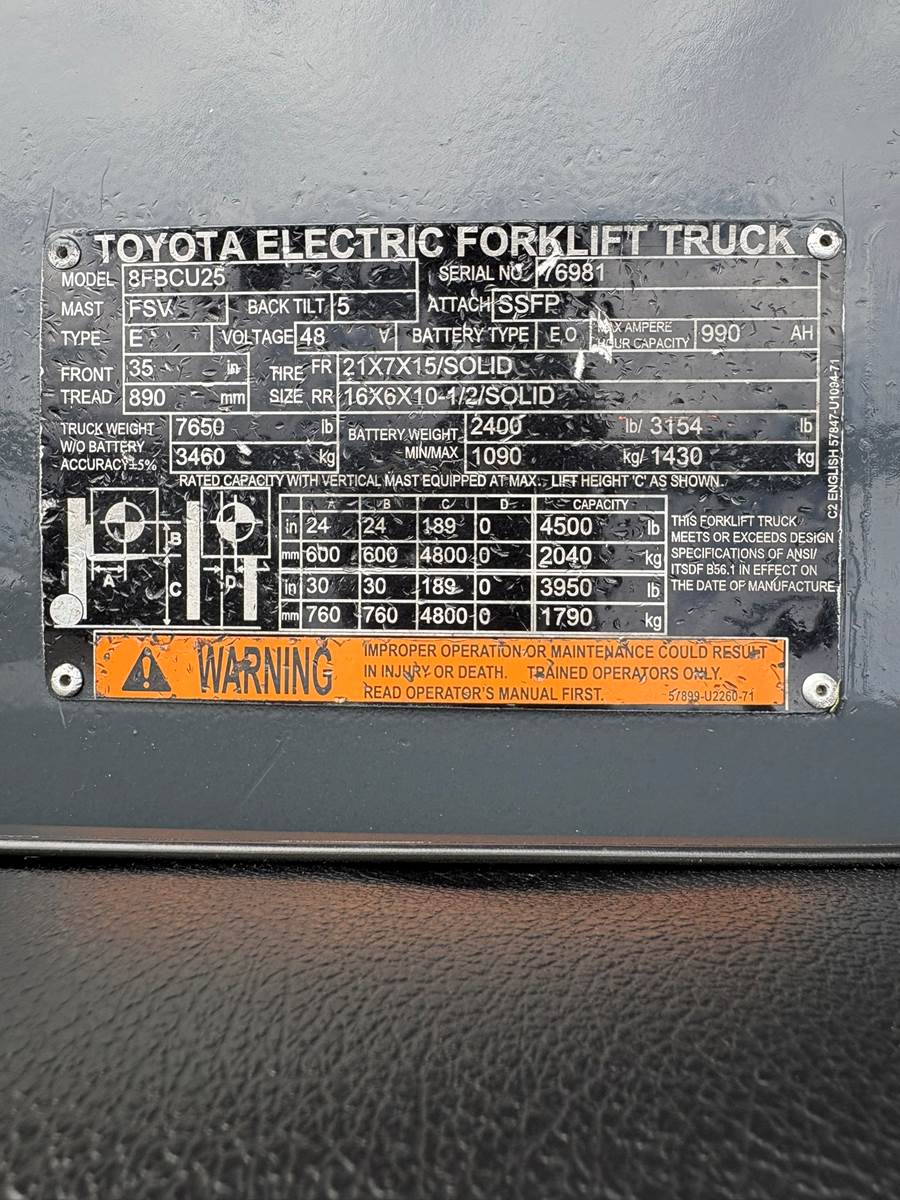 TOYOTA ELECTRIC FORKLIFT TRUCK
MODEL 8FBCU25 SERIAL NO. 76981
MAST FSV BACK TILT 5 ATTACH SSFP
TYPE E VOLTAGE 48 V BATTERY TYPE E,O MAX AMPERE HOUR CAPACITY 990 AH
FRONT TREAD 35 in TIRE SIZE FR 21X7X15/SOLID
890 mm RR 16X6X10-1/2/SOLID
TRUCK WEIGHT W/O BATTERY ACCURACY±5% 7650 lb BATTERY WEIGHT MIN/MAX 2400 lb/ 3154 lb
3460 kg 1090 kg/ 1430 kg
RATED CAPACITY WITH VERTICAL MAST EQUIPPED AT MAX. LIFT HEIGHT 'C' AS SHOWN.
A B C D CAPACITY
in 24 24 189 0 4500 lb
mm 600 600 4800 0 2040 kg
in 30 30 189 0 3950 lb
mm 760 760 4800 0 1790 kg
A B C D
THIS FORKLIFT TRUCK
MEETS OR EXCEEDS DESIGN
SPECIFICATIONS OF ANSI/
ITSDF B56.1 IN EFFECT ON
THE DATE OF MANUFACTURE
C2 ENGLISH 57847-U1094-71
WARNING
IMPROPER OPERATION OR MAINTENANCE COULD RESULT
IN INJURY OR DEATH. TRAINED OPERATORS ONLY.
READ OPERATOR'S MANUAL FIRST. 57899-U2260-71